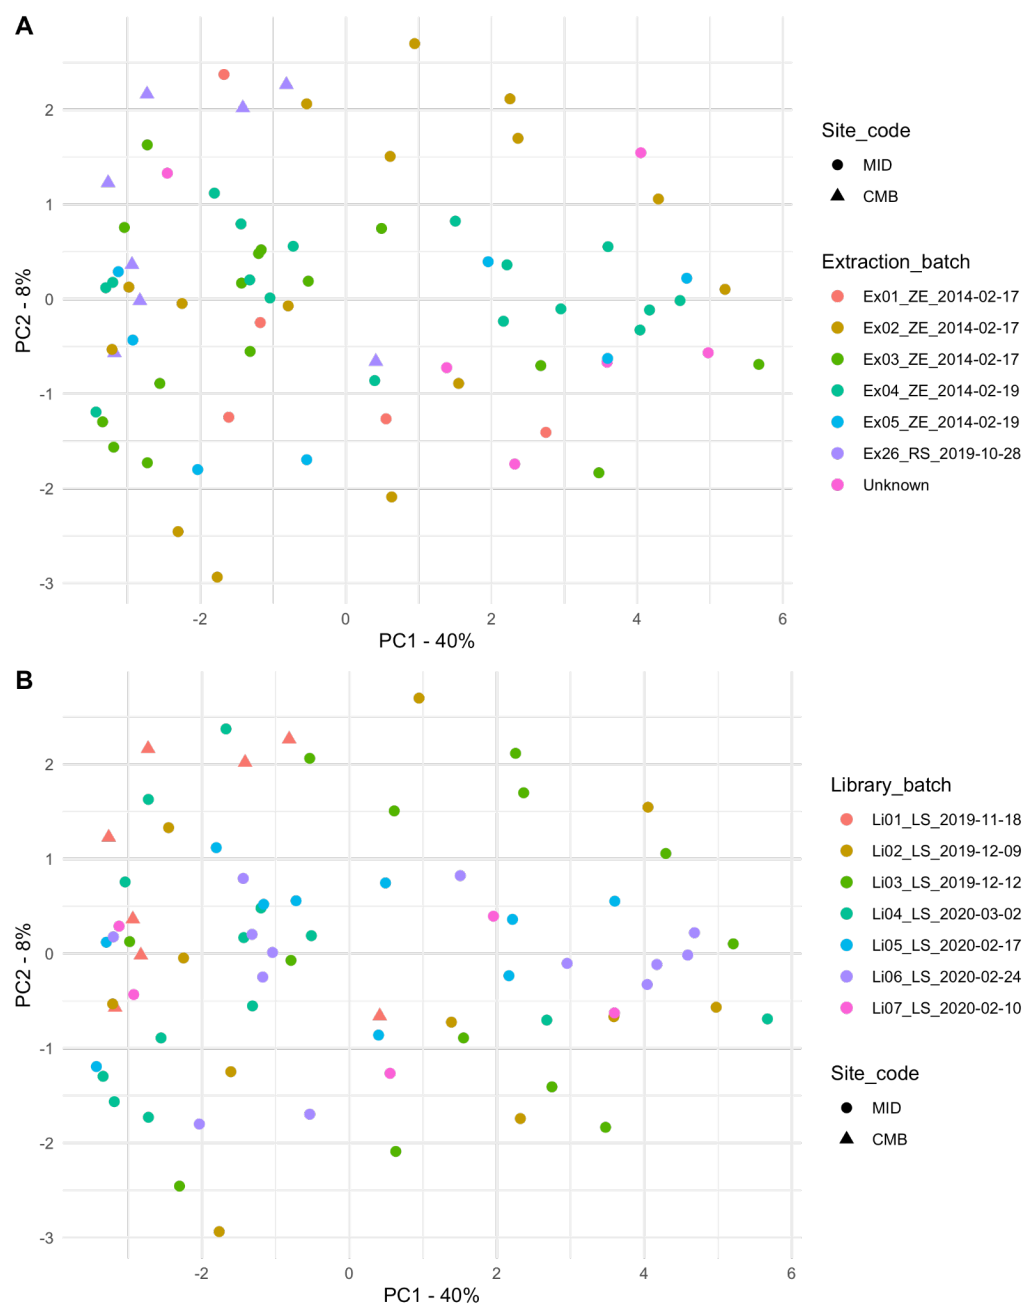 A
2
1
0
-1
-2
-3
PC2 - 8%
-2
0
2
4
6
PC1 - 40%
Site_code
MID
CMB
Extraction_batch
Ex01_ZE_2014-02-17
Ex02_ZE_2014-02-17
Ex03_ZE_2014-02-17
Ex04_ZE_2014-02-19
Ex05_ZE_2014-02-19
Ex26_RS_2019-10-28
Unknown
B
2
1
0
-1
-2
-3
PC2 - 8%
-2
0
2
4
6
PC1 - 40%
Library_batch
Li01_LS_2019-11-18
Li02_LS_2019-12-09
Li03_LS_2019-12-12
Li04_LS_2020-03-02
Li05_LS_2020-02-17
Li06_LS_2020-02-24
Li07_LS_2020-02-10
Site_code
MID
CMB